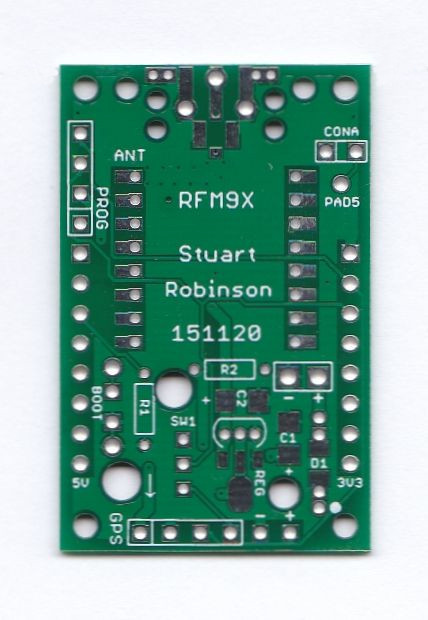 CONA
ANT
PROG
RFM9X
PAD5
Stuart
Robinson
151120
R2
BOOT
R1
- +
+
C2
SW1
C1
+
D1
5V
REG
3V3
GPS
- +